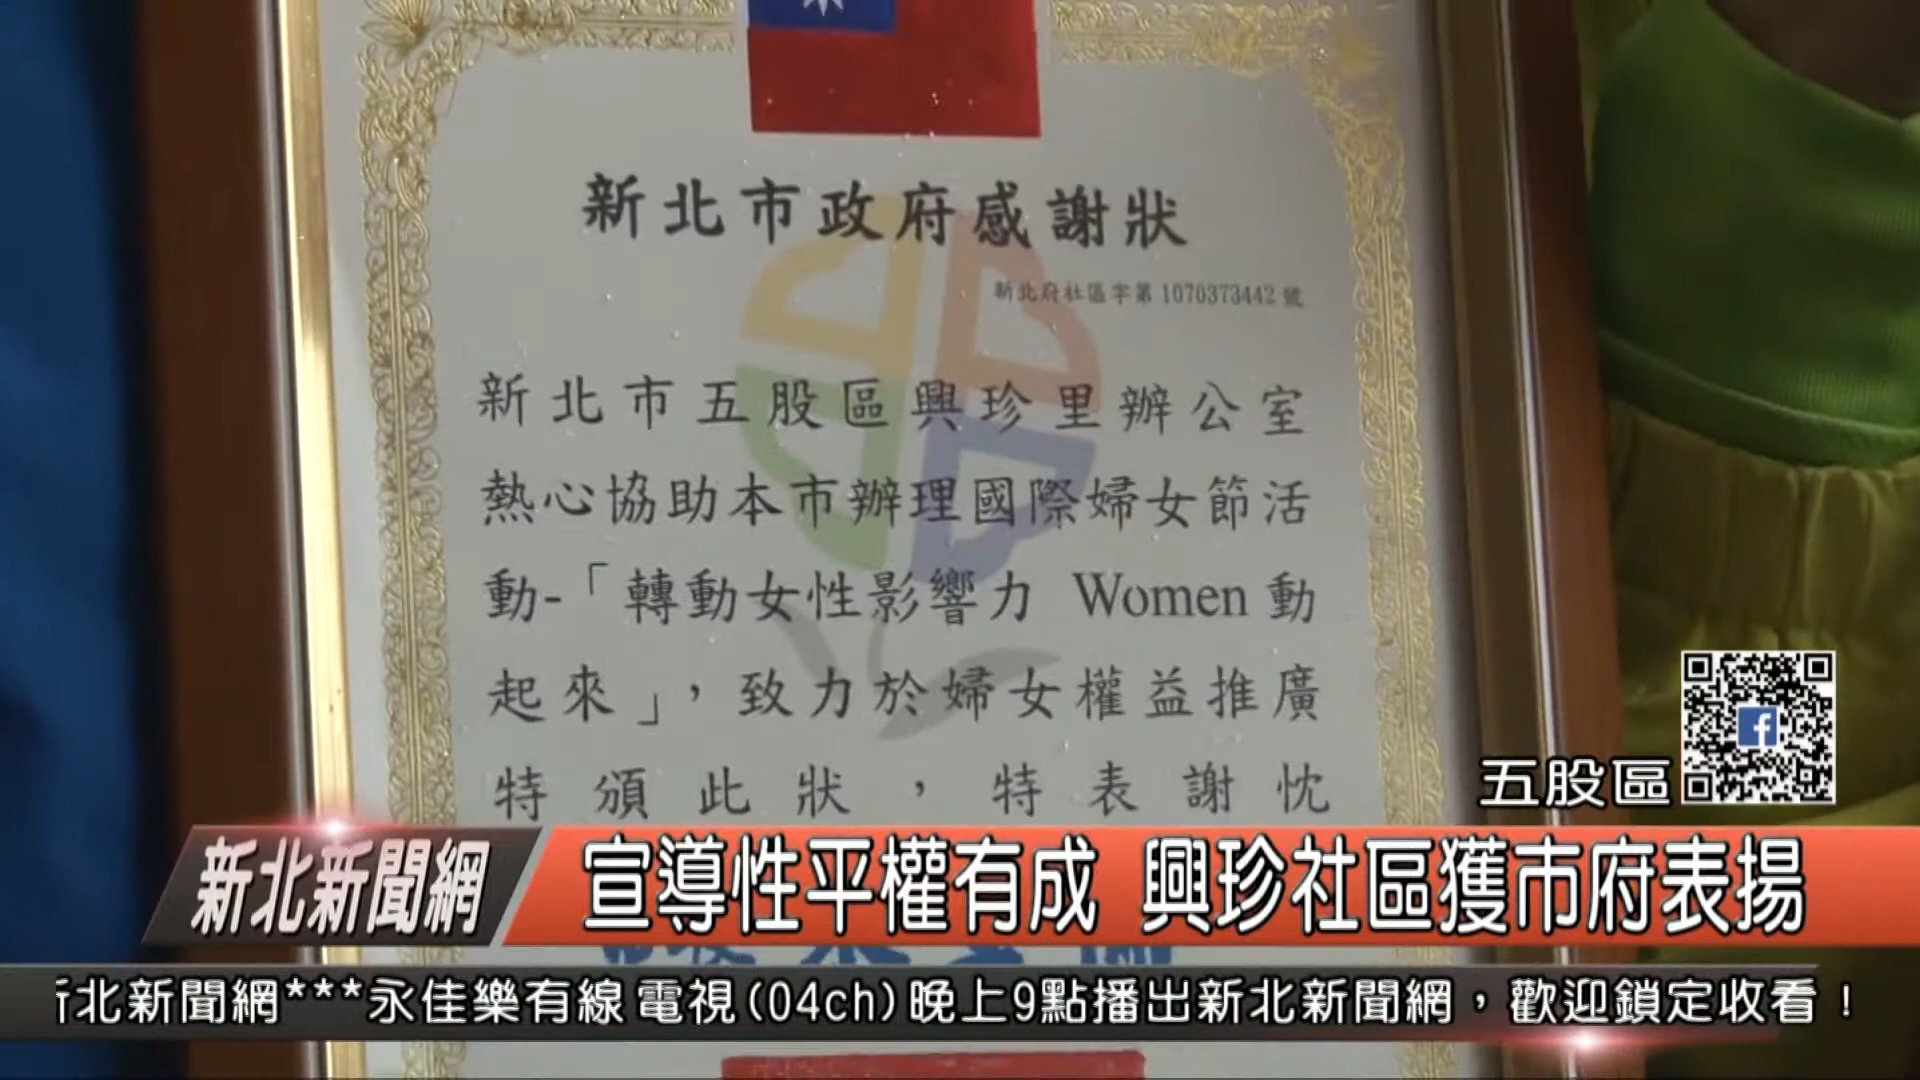 新北市政府感謝狀
新北府社區字第1070373442號
新北市五股區興珍里辦公室
熱心協助本市辦理國際婦女節活
動-「轉動女性影響力 Women動
起來」，致力於婦女權益推廣
特頒此狀，特表謝忱
五股區
新北新聞網
宣導性平權有成 興珍社區獲市府表揚
北新聞網***永佳樂有線電視(04ch)晚上9點播出新北新聞網，歡迎鎖定收看！